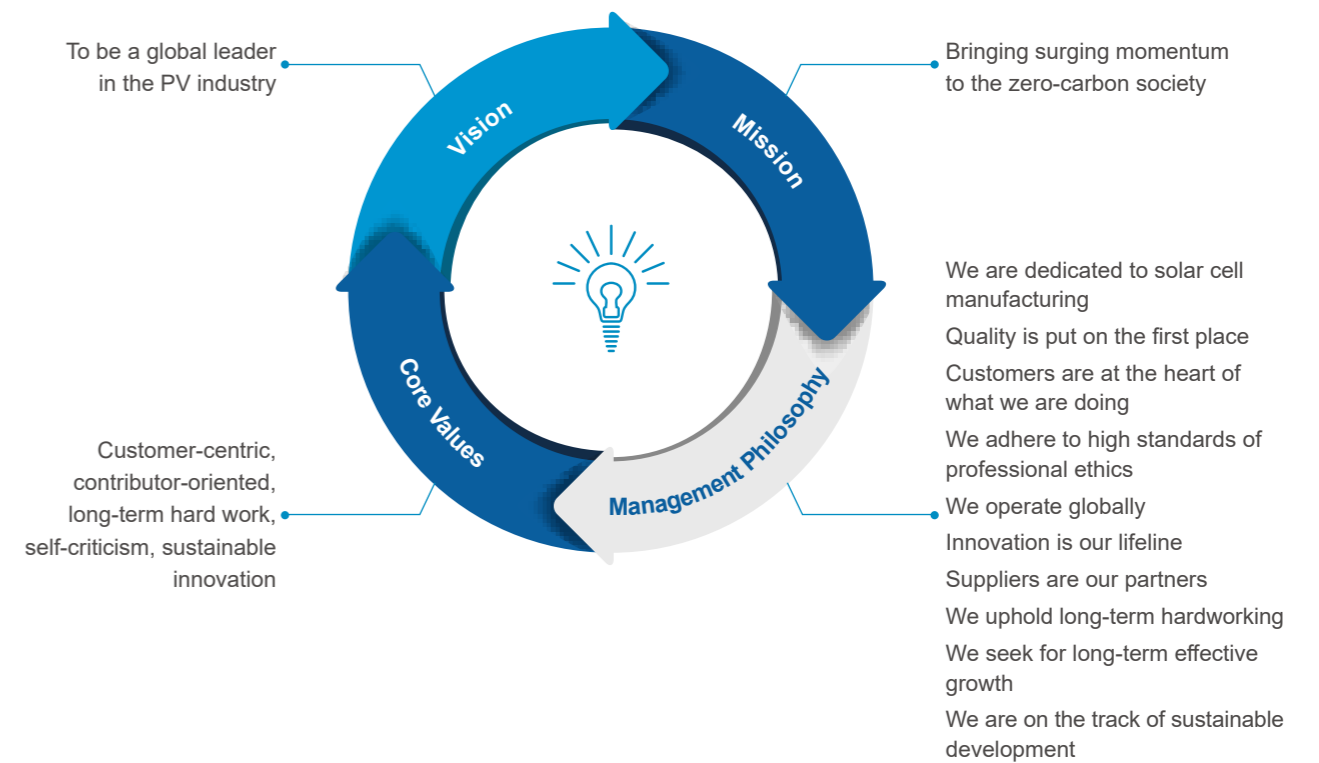 To be a global leader
in the PV industry
Vision
Mission
Bringing surging momentum
to the zero-carbon society
Core Values
Customer-centric,
contributor-oriented,
long-term hard work,
self-criticism, sustainable
innovation
Management Philosophy
We are dedicated to solar cell
manufacturing
Quality is put on the first place
Customers are at the heart of
what we are doing
We adhere to high standards of
professional ethics
We operate globally
Innovation is our lifeline
Suppliers are our partners
We uphold long-term hardworking
We seek for long-term effective
growth
We are on the track of sustainable
development